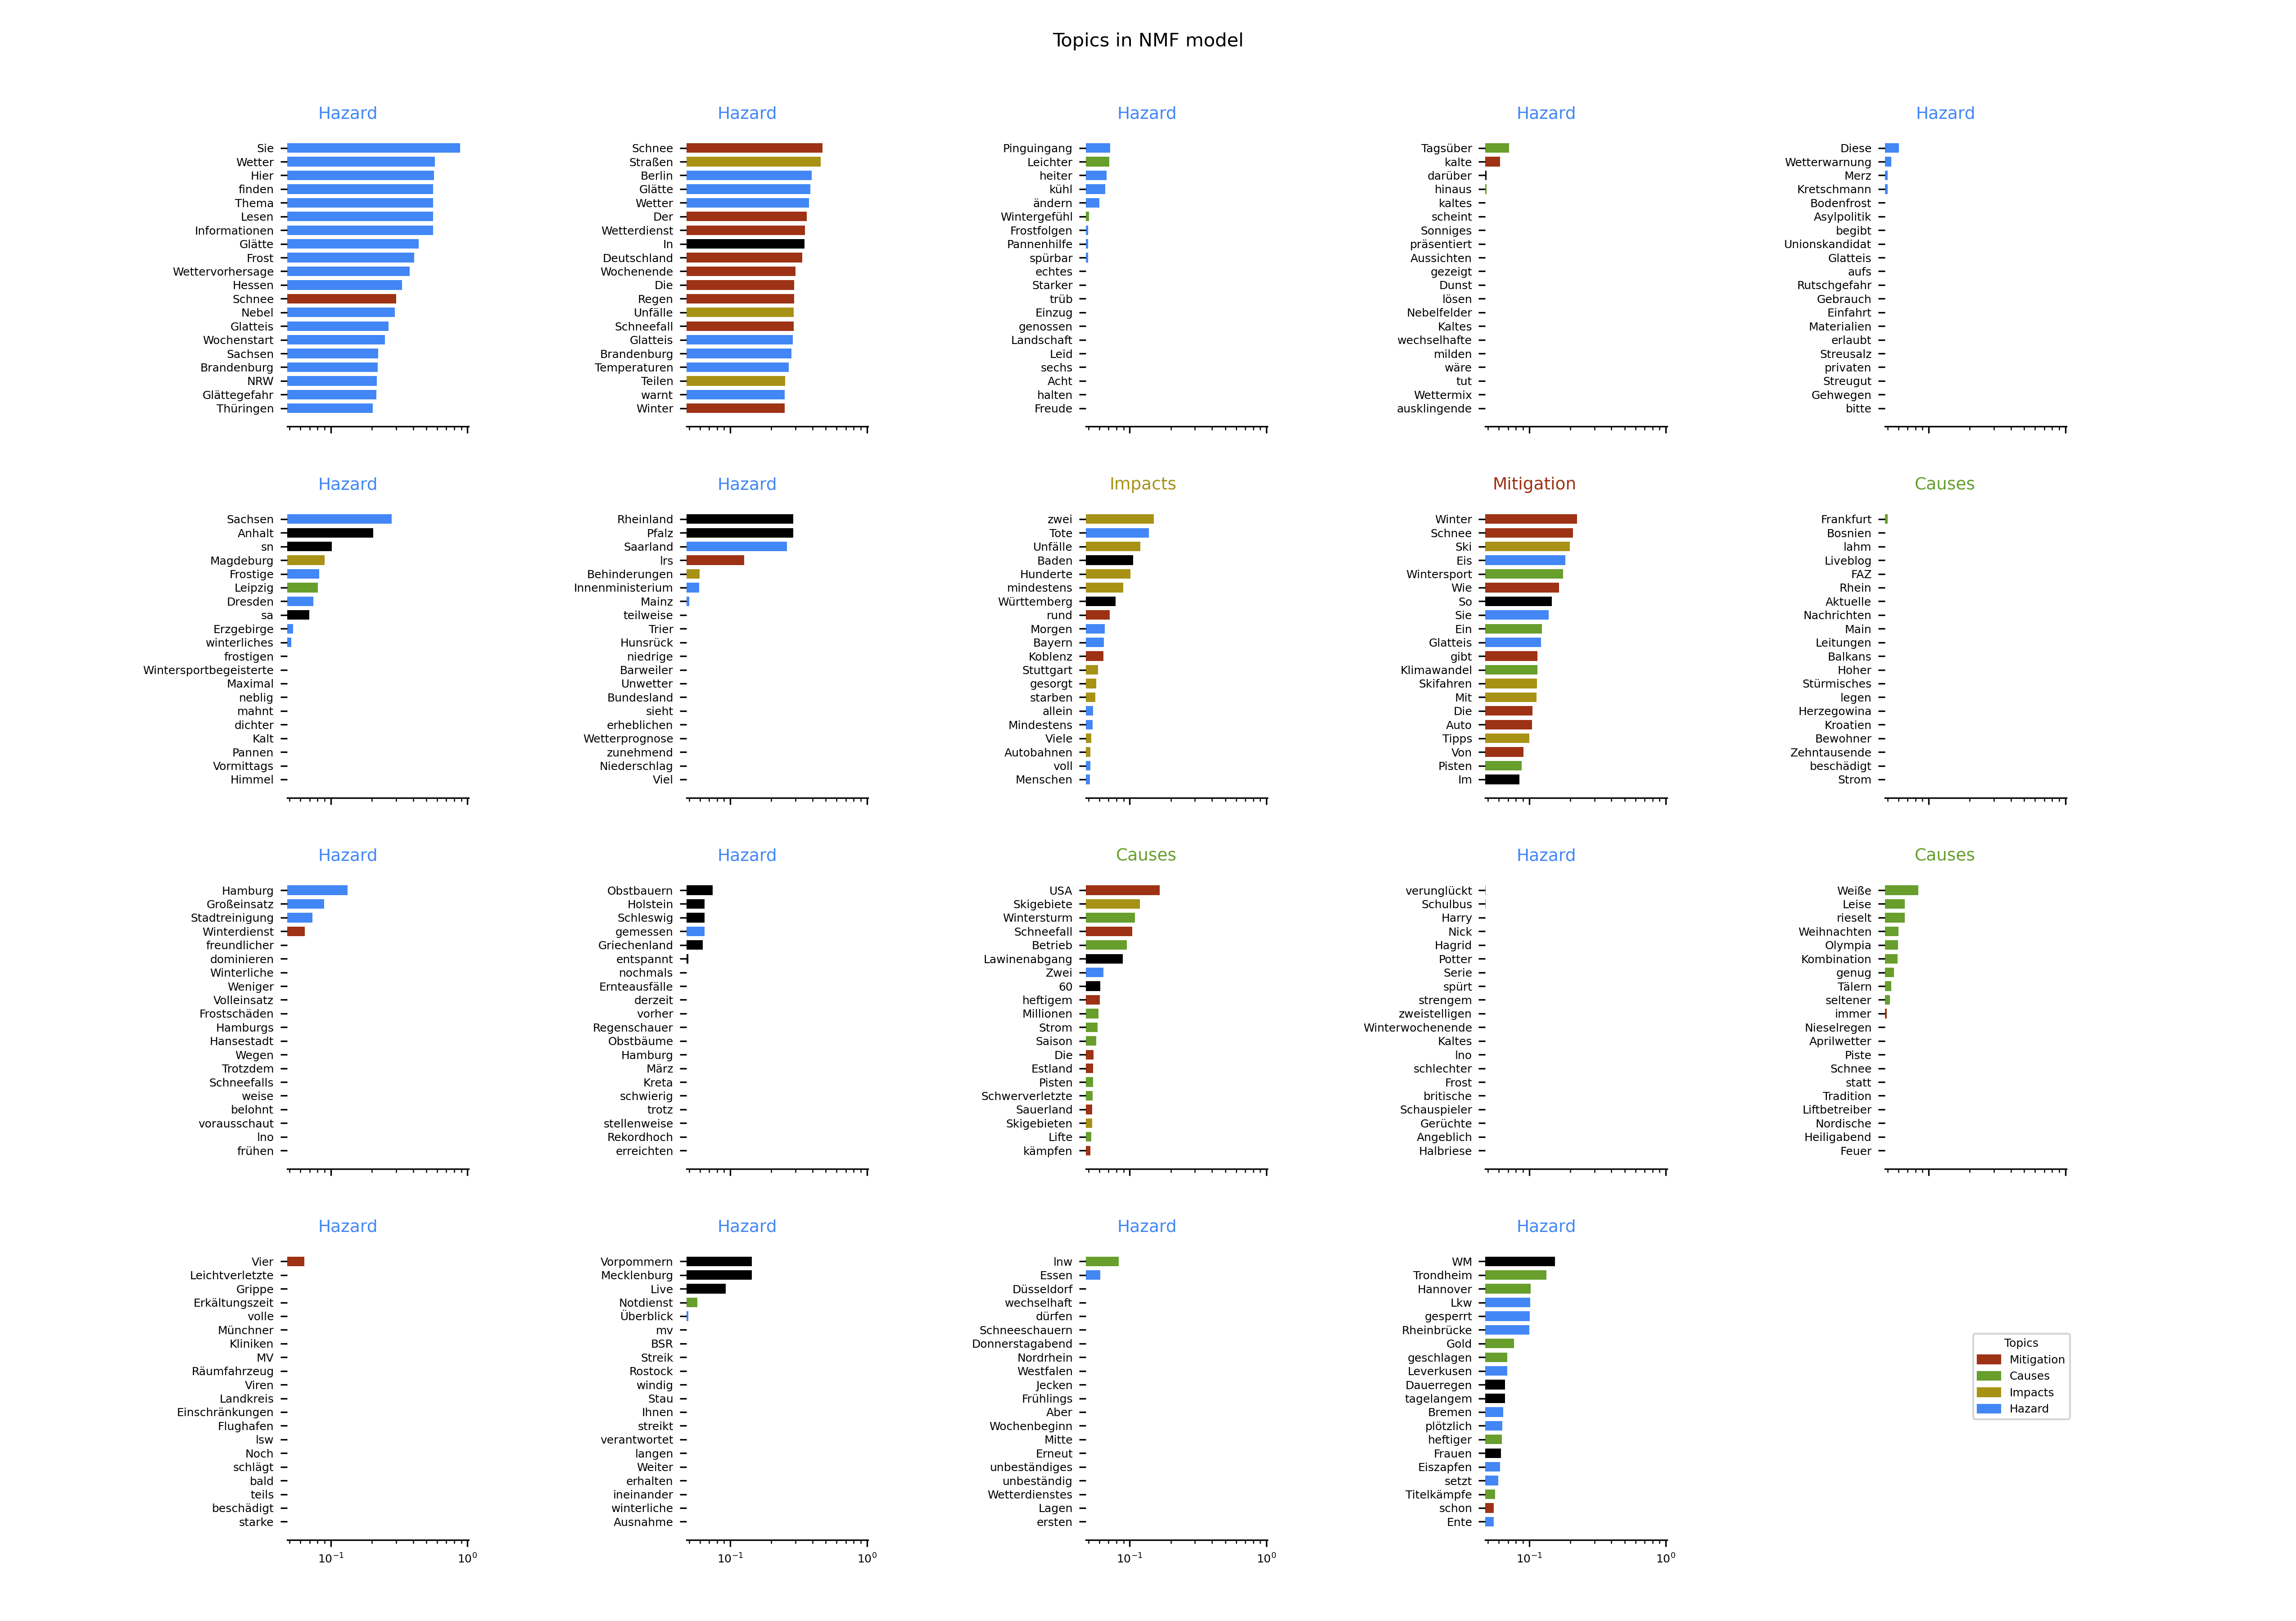 Topics in NMF model
Hazard
Sie
Wetter
Hier
finden
Thema
Lesen
Informationen
Glätte
Frost
Wettervorhersage
Hessen
Schnee
Nebel
Glatteis
Wochenstart
Sachsen
Brandenburg
NRW
Glättegefahr
Thüringen
Hazard
Schnee
Straßen
Berlin
Glätte
Wetter
Der
Wetterdienst
In
Deutschland
Wochenende
Die
Regen
Unfälle
Schneefall
Glatteis
Brandenburg
Temperaturen
Teilen
warnt
Winter
Hazard
Pinguingang
Leichter
heiter
kühl
ändern
Wintergefühl
Frostfolgen
Pannenhilfe
spürbar
echtes
Starker
trüb
Einzug
genossen
Landschaft
Leid
sechs
Acht
halten
Freude
Hazard
Tagsüber
kalte
darüber
hinaus
kaltes
scheint
Sonniges
präsentiert
Aussichten
gezeigt
Dunst
lösen
Nebelfelder
Kaltes
wechselhafte
milden
wäre
tut
Wettermix
ausklingende
Hazard
Diese
Wetterwarnung
Merz
Kretschmann
Bodenfrost
Asylpolitik
begibt
Unionskandidat
Glatteis
aufs
Rutschgefahr
Gebrauch
Einfahrt
Materialien
erlaubt
Streusalz
privaten
Streugut
Gehwegen
bitte
Hazard
Sachsen
Anhalt
sn
Magdeburg
Frostige
Leipzig
Dresden
sa
Erzgebirge
winterliches
frostigen
Wintersportbegeisterte
Maximal
neblig
mahnt
dichter
Kalt
Pannen
Vormittags
Himmel
Hazard
Rheinland
Pfalz
Saarland
lrs
Behinderungen
Innenministerium
Mainz
teilweise
Trier
Hunsrück
niedrige
Barweiler
Unwetter
Bundesland
sieht
erheblichen
Wetterprognose
zunehmend
Niederschlag
Viel
Impacts
zwei
Tote
Unfälle
Baden
Hunderte
mindestens
Württemberg
rund
Morgen
Bayern
Koblenz
Stuttgart
gesorgt
starben
allein
Mindestens
Viele
Autobahnen
voll
Menschen
Mitigation
Winter
Schnee
Ski
Eis
Wintersport
Wie
So
Sie
Ein
Glatteis
gibt
Klimawandel
Skifahren
Mit
Die
Auto
Tipps
Von
Pisten
Im
Causes
Frankfurt
Bosnien
lahm
Liveblog
FAZ
Rhein
Aktuelle
Nachrichten
Main
Leitungen
Balkans
Hoher
Stürmisches
legen
Herzegowina
Kroatien
Bewohner
Zehntausende
beschädigt
Strom
Hazard
Hamburg
Großeinsatz
Stadtreinigung
Winterdienst
freundlicher
dominieren
Winterliche
Weniger
Volleinsatz
Frostschäden
Hamburgs
Hansestadt
Wegen
Trotzdem
Schneefalls
weise
belohnt
vorausschaut
lno
frühen
Hazard
Obstbauern
Holstein
Schleswig
gemessen
Griechenland
entspannt
nochmals
Ernteausfälle
derzeit
vorher
Regenschauer
Obstbäume
Hamburg
März
Kreta
schwierig
trotz
stellenweise
Rekordhoch
erreichten
Causes
USA
Skigebiete
Wintersturm
Schneefall
Betrieb
Lawinenabgang
Zwei
60
heftigem
Millionen
Strom
Saison
Die
Estland
Pisten
Schwerverletzte
Sauerland
Skigebieten
Lifte
kämpfen
Hazard
verunglückt
Schulbus
Harry
Nick
Hagrid
Potter
Serie
spürt
strengem
zweistelligen
Winterwochenende
Kaltes
lno
schlechter
Frost
britische
Schauspieler
Gerüchte
Angeblich
Halbriese
Causes
Weiße
Leise
rieselt
Weihnachten
Olympia
Kombination
genug
Tälern
seltener
immer
Nieselregen
Aprilwetter
Piste
Schnee
statt
Tradition
Liftbetreiber
Nordische
Heiligabend
Feuer
Hazard
Vier
Leichtverletzte
Grippe
Erkältungszeit
volle
Münchner
Kliniken
MV
Räumfahrzeug
Viren
Landkreis
Einschränkungen
Flughafen
lsw
Noch
schlägt
bald
teils
beschädigt
starke
10⁻¹ 10⁰
Hazard
Vorpommern
Mecklenburg
Live
Notdienst
Überblick
mv
BSR
Streik
Rostock
windig
Stau
Ihnen
streikt
verantwortet
langen
Weiter
erhalten
ineinander
winterliche
Ausnahme
10⁻¹ 10⁰
Hazard
lnw
Essen
Düsseldorf
wechselhaft
dürfen
Schneeschauern
Donnerstagabend
Nordrhein
Westfalen
Jecken
Frühlings
Aber
Wochenbeginn
Mitte
Erneut
unbeständiges
unbeständig
Wetterdienstes
Lagen
ersten
10⁻¹ 10⁰
Hazard
WM
Trondheim
Hannover
Lkw
gesperrt
Rheinbrücke
Gold
geschlagen
Leverkusen
Dauerregen
tagelangem
Bremen
plötzlich
heftiger
Frauen
Eiszapfen
setzt
Titelkämpfe
schon
Ente
10⁻¹ 10⁰
Topics
Mitigation
Causes
Impacts
Hazard